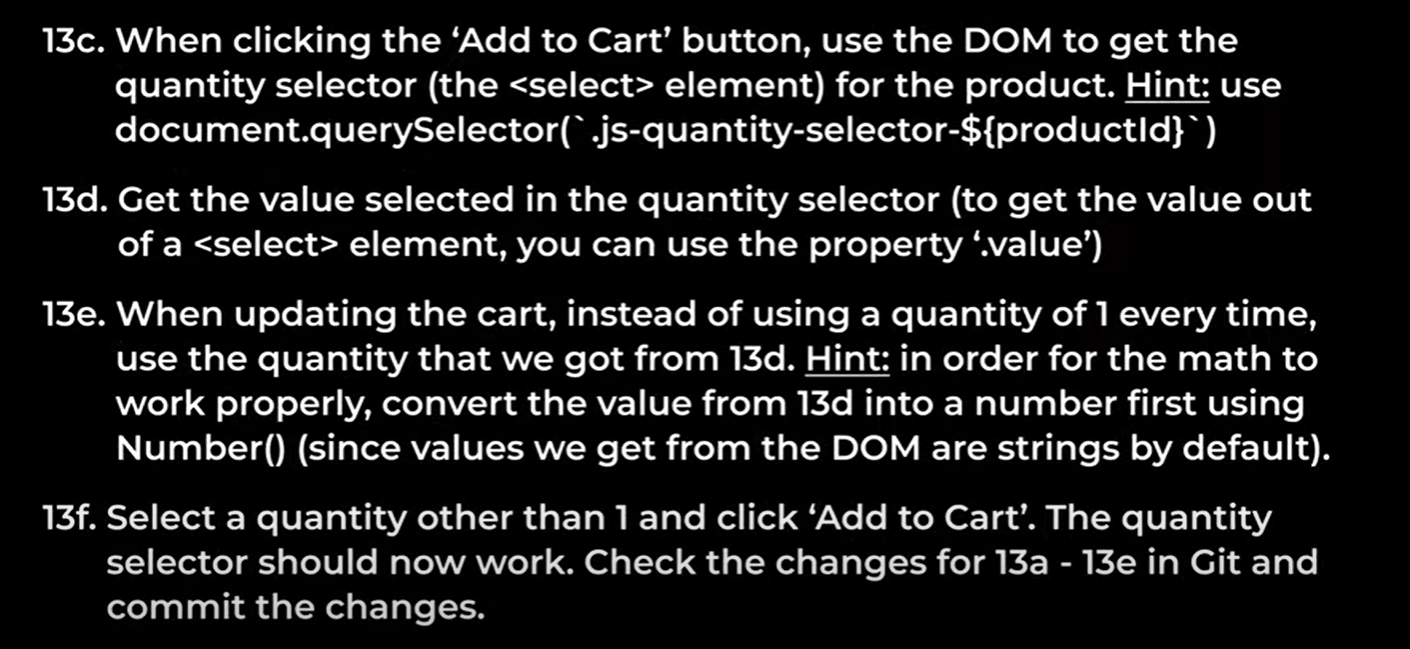 13c. When clicking the ‘Add to Cart’ button, use the DOM to get the
quantity selector (the <select> element) for the product. Hint: use
document.querySelector(`.js-quantity-selector-${productId}`)
13d. Get the value selected in the quantity selector (to get the value out
of a <select> element, you can use the property ‘.value’)
13e. When updating the cart, instead of using a quantity of 1 every time,
use the quantity that we got from 13d. Hint: in order for the math to
work properly, convert the value from 13d into a number first using
Number() (since values we get from the DOM are strings by default).
13f. Select a quantity other than 1 and click ‘Add to Cart’. The quantity
selector should now work. Check the changes for 13a - 13e in Git and
commit the changes.